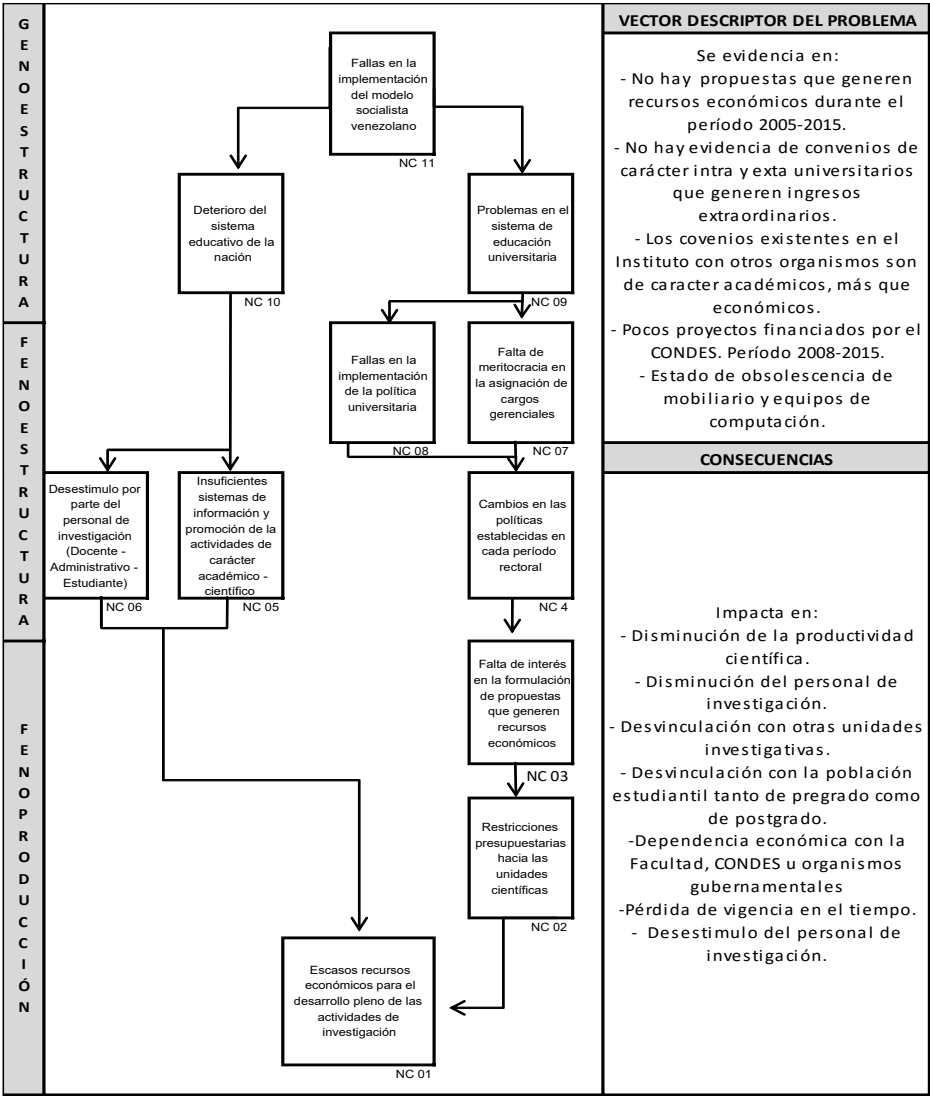 G
E
N
O
E
S
T
R
U
C
T
U
R
A
Fallas en la
implementación
del modelo
socialista
venezolano
NC 11
Deterioro del
sistema
educativo de la
nación
NC 10
Problemas en el
sistema de
educación
universitaria
NC 09
F
E
N
O
E
S
T
R
U
C
T
U
R
A
Fallas en la
implementación
de la política
universitaria
NC 08
Falta de
meritocracia en
la asignación de
cargos
gerenciales
NC 07
Desestimulo por
parte del
personal de
investigación
(Docente -
Administrativo -
Estudiante)
NC 06
Insuficientes
sistemas de
información y
promoción de la
actividades de
carácter
académico -
científico
NC 05
Cambios en las
políticas
establecidas en
cada período
rectoral
NC 4
F
E
N
O
P
R
O
D
U
C
C
I
Ó
N
Falta de interés
en la formulación
de propuestas
que generen
recursos
económicos
NC 03
Restricciones
presupuestarias
hacia las
unidades
científicas
NC 02
Escasos recursos
económicos para el
desarrollo pleno de las
actividades de
investigación
NC 01
VECTOR DESCRIPTOR DEL PROBLEMA
Se evidencia en:
- No hay propuestas que generen
recursos económicos durante el
período 2005-2015.
- No hay evidencia de convenios de
carácter intra y exta universitarios
que generen ingresos
extraordinarios.
- Los covenios existentes en el
Instituto con otros organismos son
de caracter académicos, más que
económicos.
- Pocos proyectos financiados por el
CONDES. Período 2008-2015.
- Estado de obsolescencia de
mobiliario y equipos de
computación.
CONSECUENCIAS
Impacta en:
- Disminución de la productividad
científica.
- Disminución del personal de
investigación.
- Desvinculación con otras unidades
investigativas.
- Desvinculación con la población
estudiantil tanto de pregrado como
de postgrado.
-Dependencia económica con la
Facultad, CONDES u organismos
gubernamentales
-Pérdida de vigencia en el tiempo.
- Desestimulo del personal de
investigación.